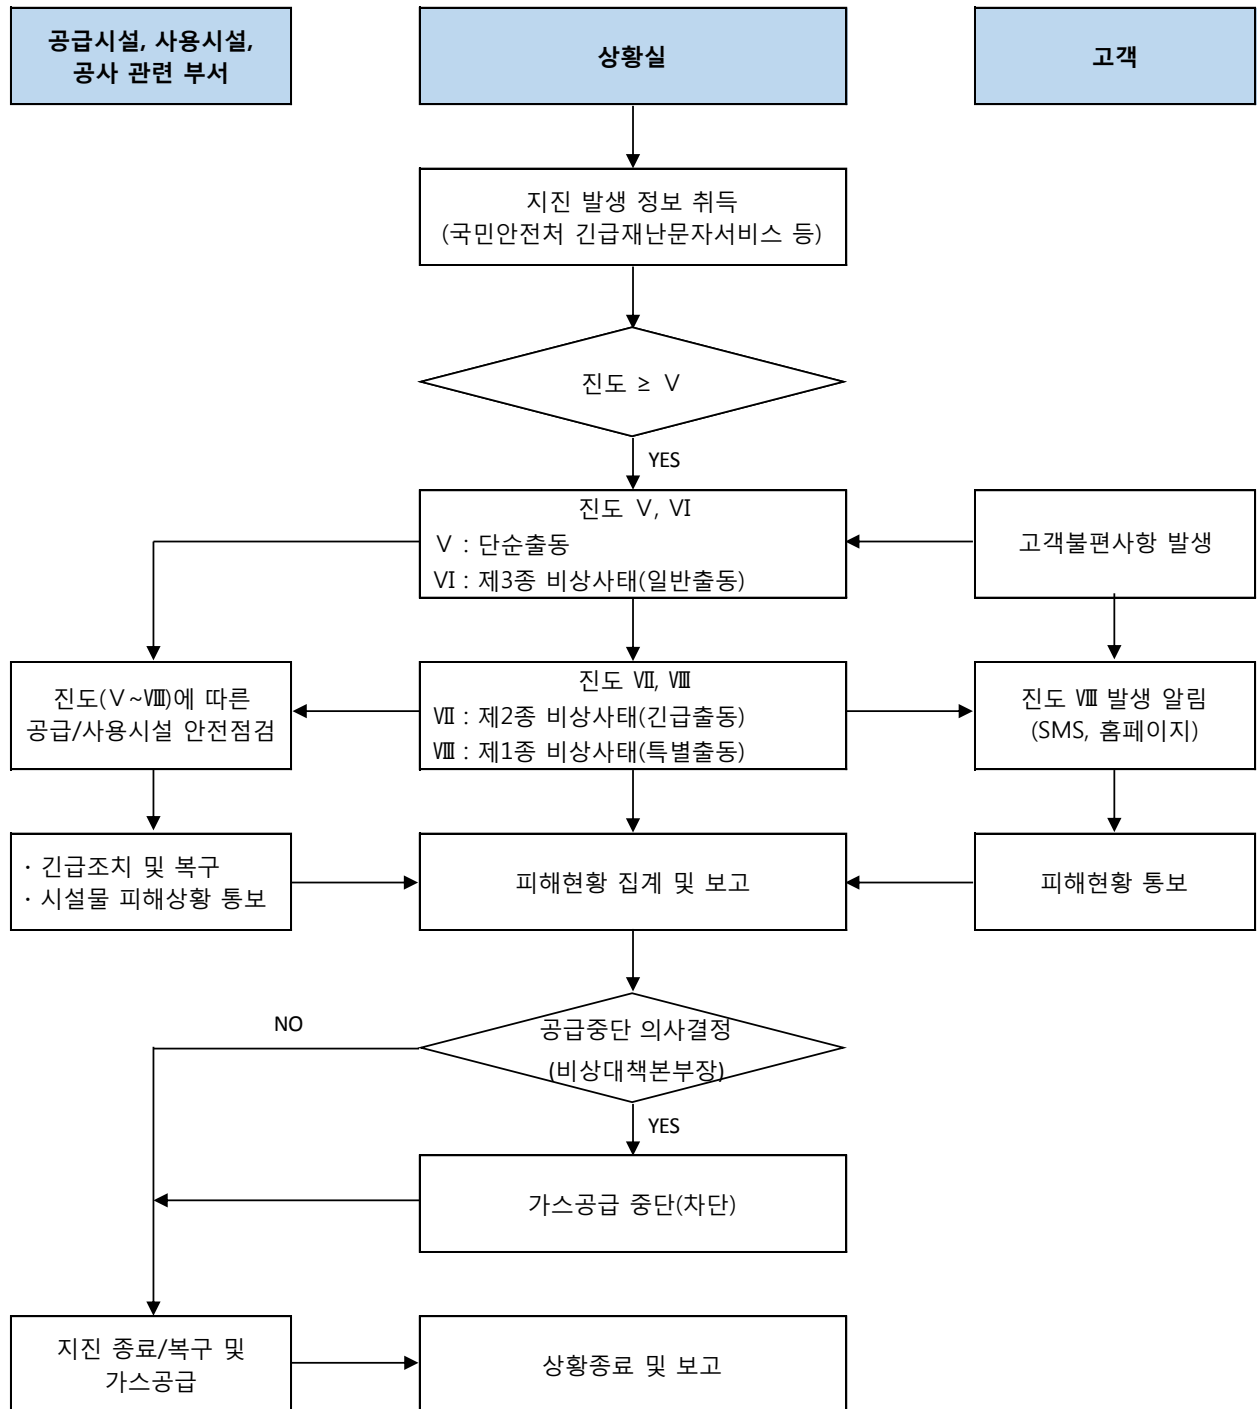 공급시설, 사용시설,
공사 관련 부서
상황실
고객
지진 발생 정보 취득
(국민안전처 긴급재난문자서비스 등)
진도 ≥ Ⅴ
YES
진도 Ⅴ, Ⅵ
Ⅴ : 단순출동
Ⅵ : 제3종 비상사태(일반출동)
고객불편사항 발생
진도(Ⅴ~Ⅷ)에 따른
공급/사용시설 안전점검
진도 Ⅶ, Ⅷ
Ⅶ : 제2종 비상사태(긴급출동)
Ⅷ : 제1종 비상사태(특별출동)
진도 Ⅷ 발생 알림
(SMS, 홈페이지)
· 긴급조치 및 복구
· 시설물 피해상황 통보
피해현황 집계 및 보고
피해현황 통보
공급중단 의사결정
(비상대책본부장)
NO
YES
가스공급 중단(차단)
지진 종료/복구 및
가스공급
상황종료 및 보고